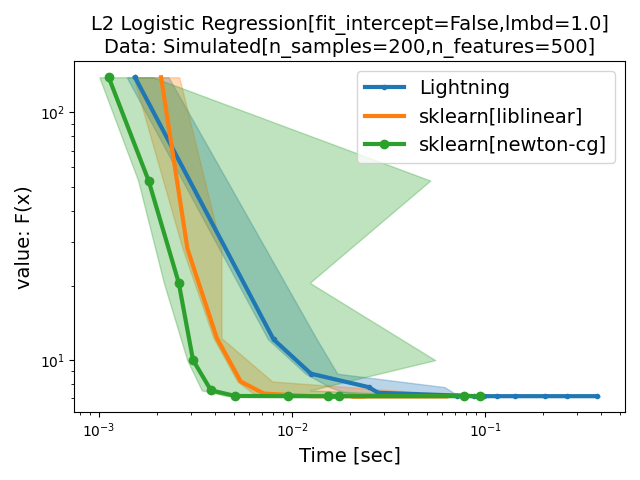 L2 Logistic Regression[fit_intercept=False,lmbd=1.0]
Data: Simulated[n_samples=200,n_features=500]
Lightning
sklearn[liblinear]
sklearn[newton-cg]
value: F(x)
10²
10¹
10⁻³ 10⁻² 10⁻¹
Time [sec]